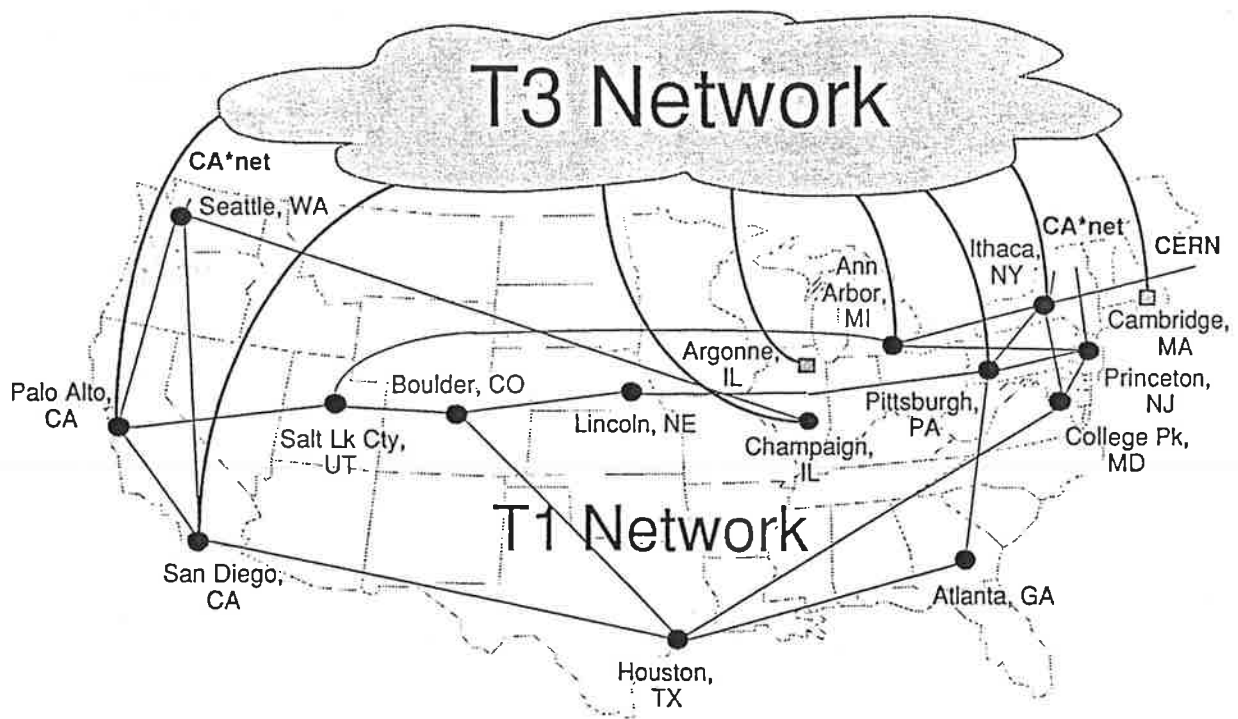 T3 Network
CA*net
Seattle, WA
CA*net
Ithaca,
NY
CERN
Ann
Arbor,
MI
Cambridge,
MA
Argonne,
IL
Palo Alto,
CA
Boulder, CO
Princeton,
NJ
Salt Lk Cty,
UT
Lincoln, NE
Champaign,
IL
Pittsburgh,
PA
College Pk,
MD
T1 Network
San Diego,
CA
Atlanta, GA
Houston,
TX